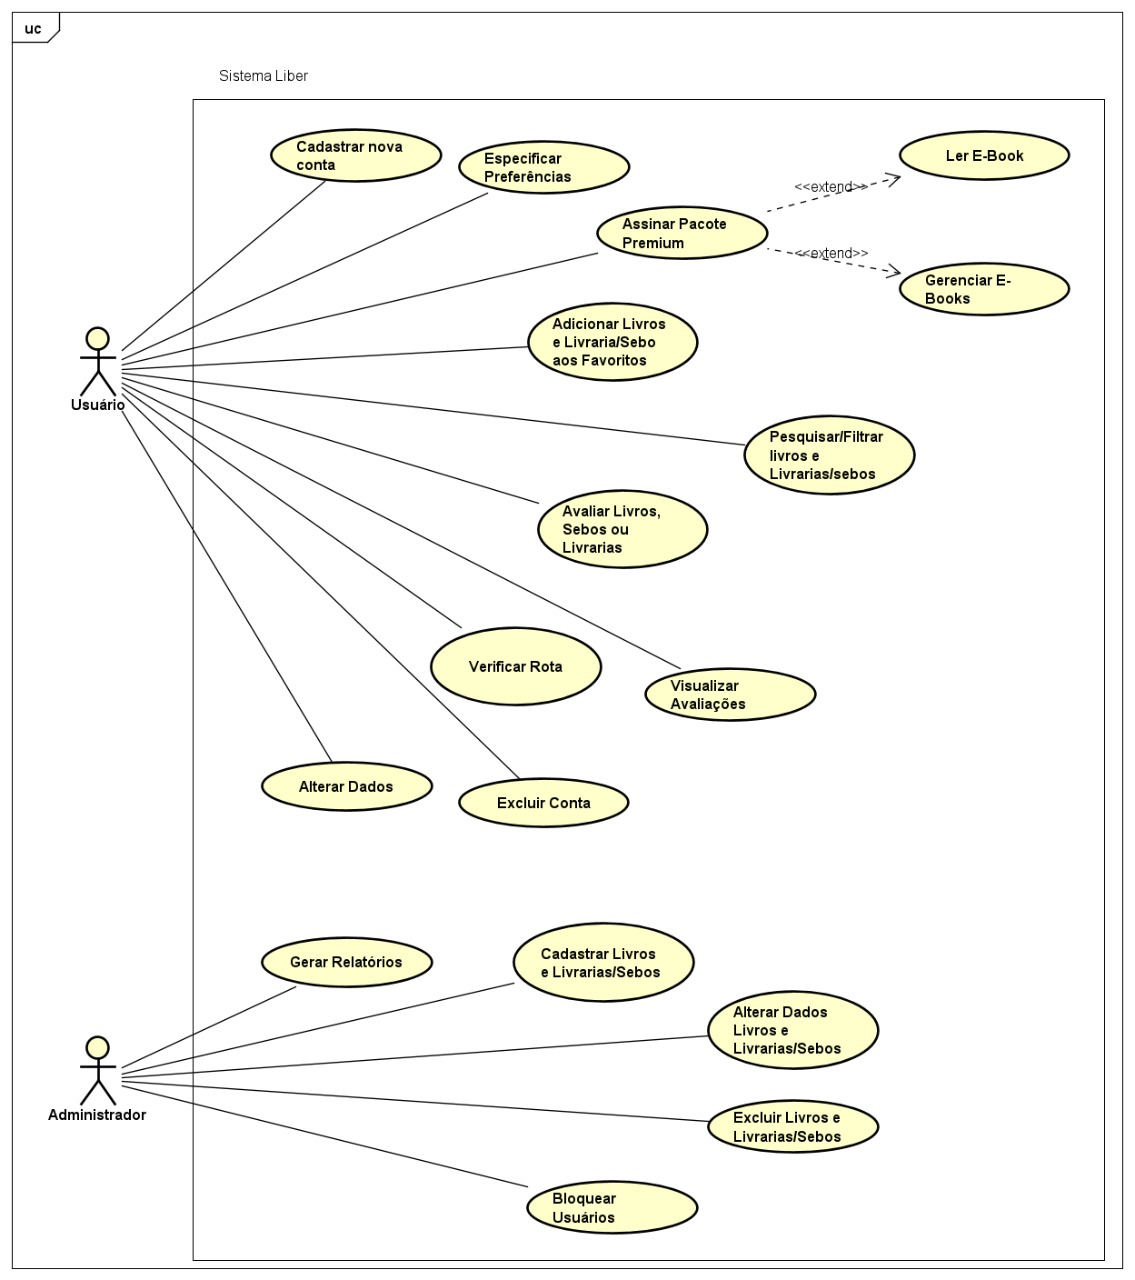 uc
Sistema Liber
Cadastrar nova
conta
Especificar
Preferências
Ler E-Book
<<extend>>
Assinar Pacote
Premium
<<extend>>
Gerenciar E-
Books
Adicionar Livros
e Livraria/Sebo
aos Favoritos
Usuário
Pesquisar/Filtrar
livros e
Livrarias/sebos
Avaliar Livros,
Sebos ou
Livrarias
Verificar Rota
Visualizar
Avaliações
Alterar Dados
Excluir Conta
Gerar Relatórios
Cadastrar Livros
e Livrarias/Sebos
Alterar Dados
Livros e
Livrarias/Sebos
Administrador
Excluir Livros e
Livrarias/Sebos
Bloquear
Usuários